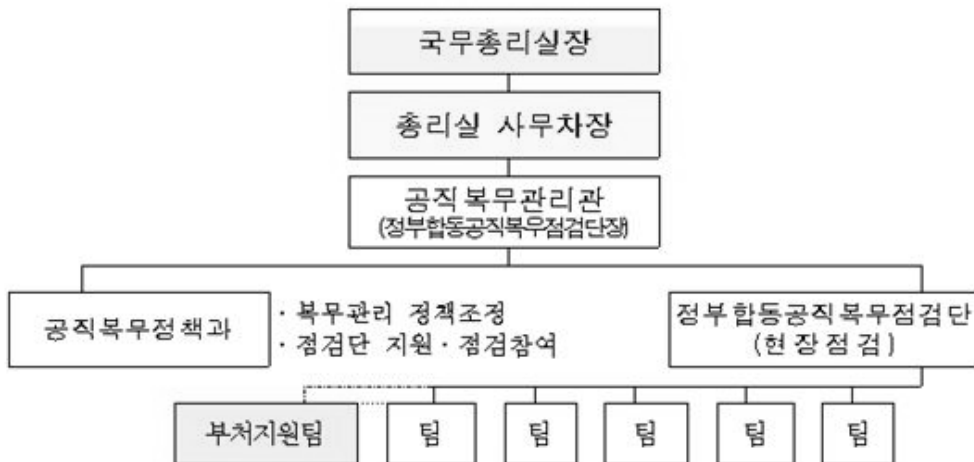 국무총리실장
총리실 사무차장
공직복무관리관
(정부합동공직복무점검단장)
공직복무정책과
· 복무관리 정책조정
· 점검단 지원 · 점검참여
정부합동공직복무점검단
(현장점검)
부처지원팀
팀
팀
팀
팀
팀